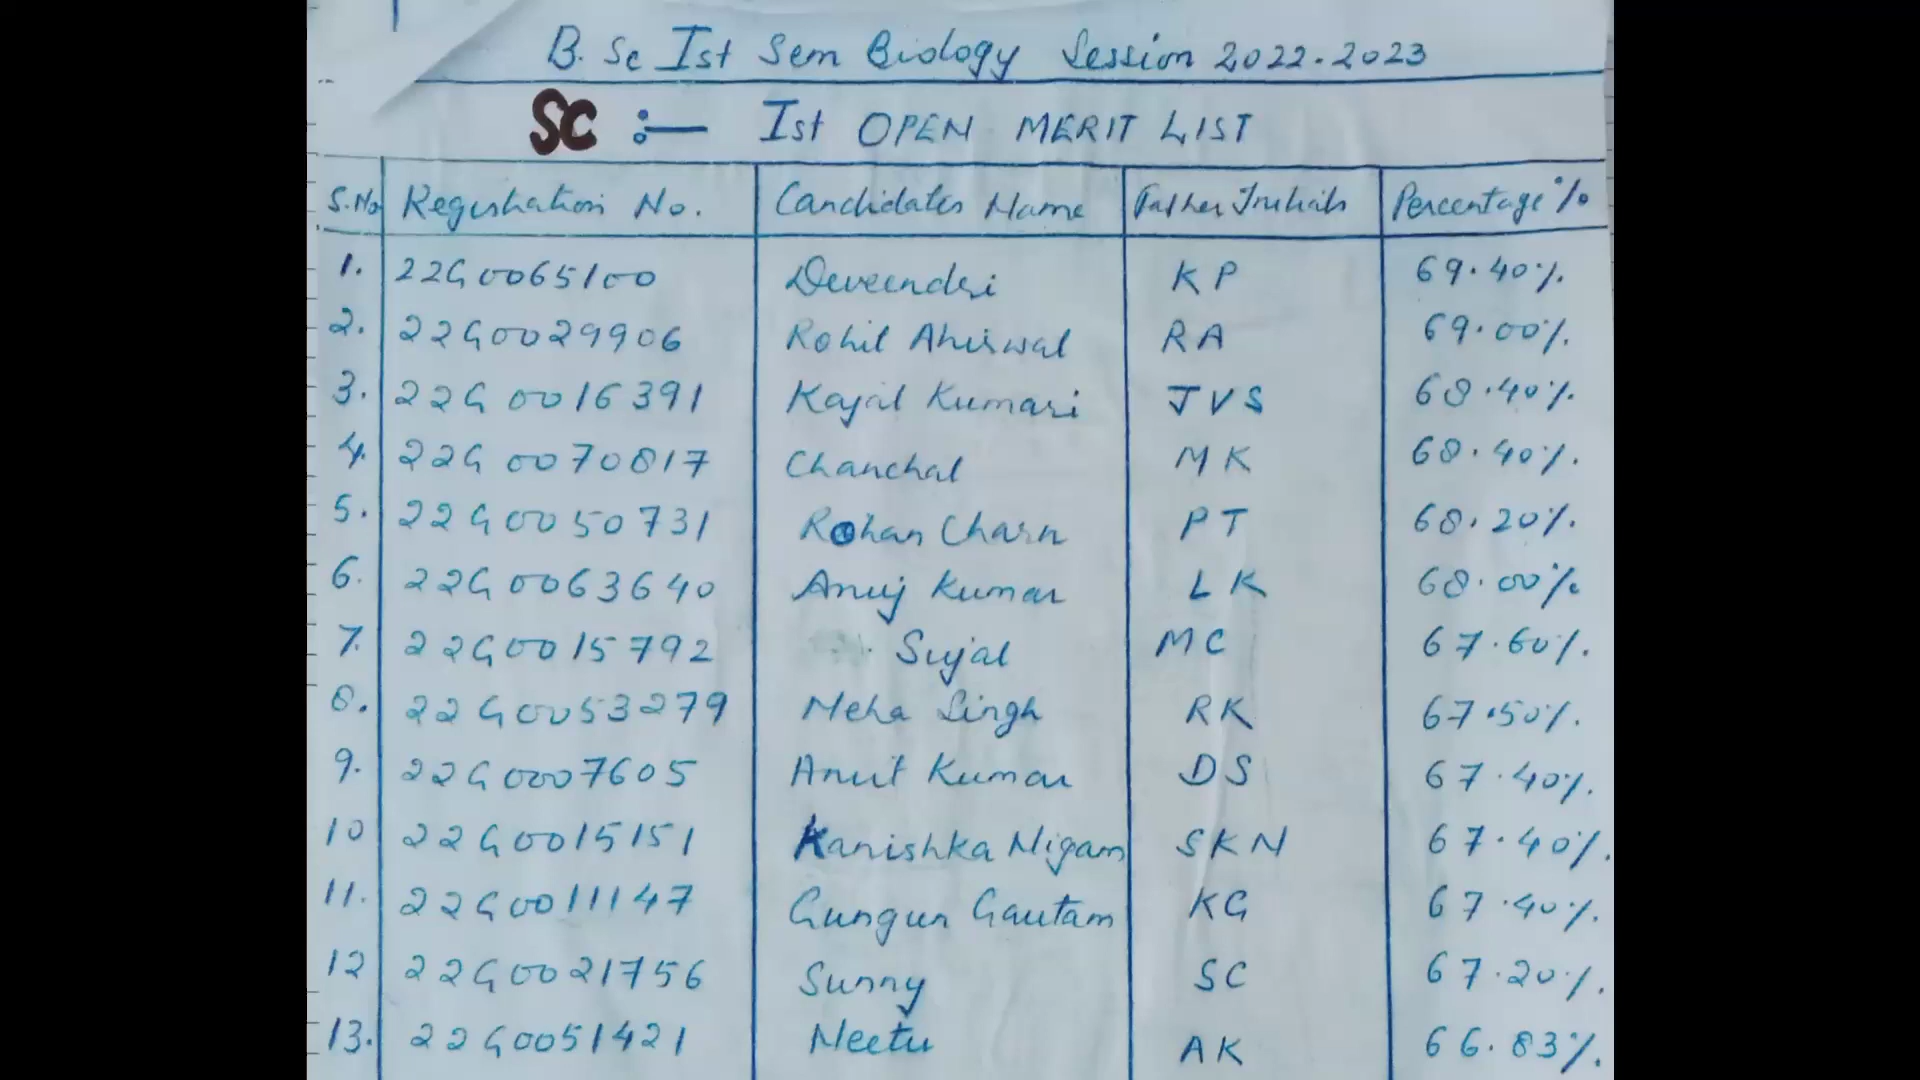 B. Sc Ist Sem Biology Session 2022-2023
SC :— Ist OPEN MERIT LIST
S.No Registration No. Candidates Name Father Initials Percentage %
1. 22G0065100 Deveendri KP 69.40%.
2. 22G0029906 Rohil Ahirwal RA 69.00%.
3. 22G0016391 Kajal Kumari JVS 68.40%.
4. 22G0070817 Chanchal MK 68.40%.
5. 22G0050731 Rohan Charn PT 68.20%.
6. 22G0063640 Anuj Kumar LK 68.00%
7. 22G0015792 Sujal MC 67.60%.
8. 22G0053279 Neha Singh RK 67.50%.
9. 22G0007605 Amit Kumar DS 67.40%.
10 22G0015151 Kanishka Nigam SKN 67.40%.
11. 22G0011147 Gungun Gautam KG 67.40%.
12 22G0021756 Sunny SC 67.20%.
13. 22G0051421 Neetu AK 66.83%.